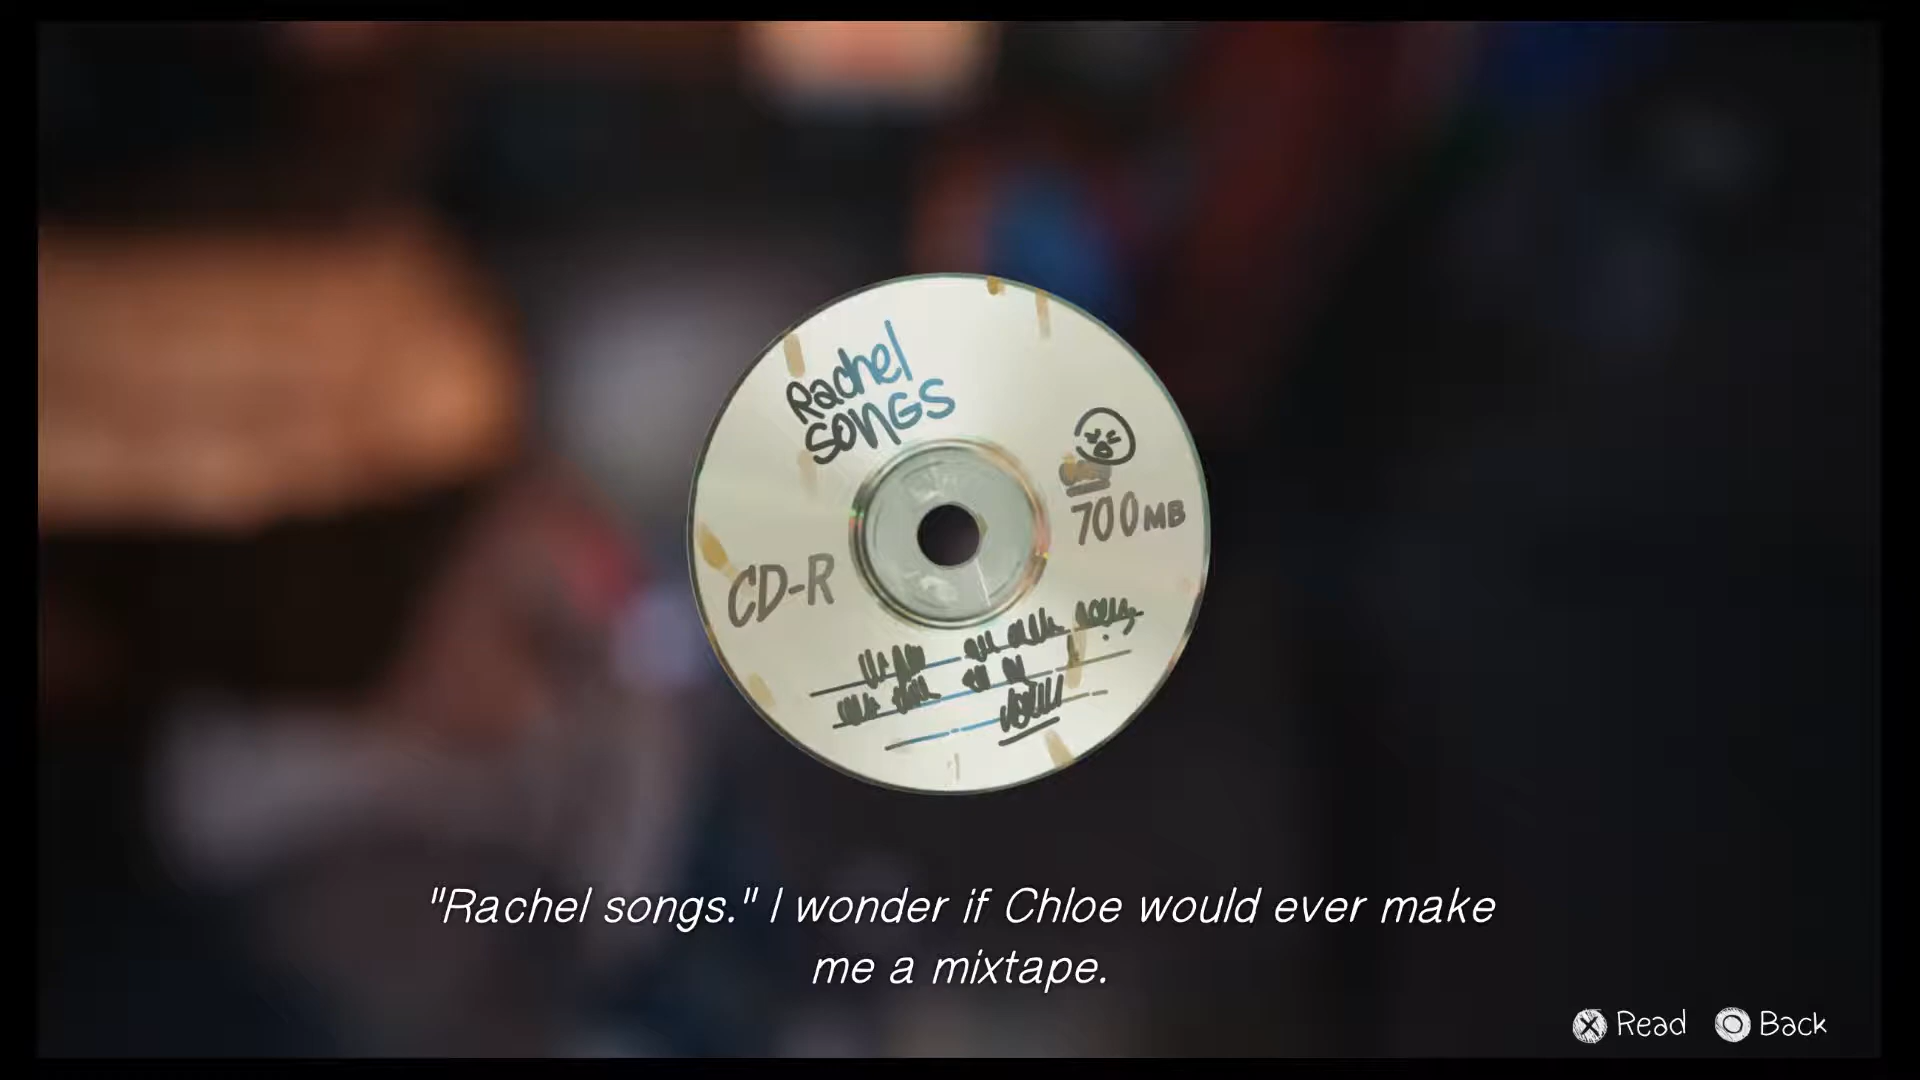 Rachel
SONGS
700MB
CD-R
"Rachel songs." I wonder if Chloe would ever make
me a mixtape.
Read Back